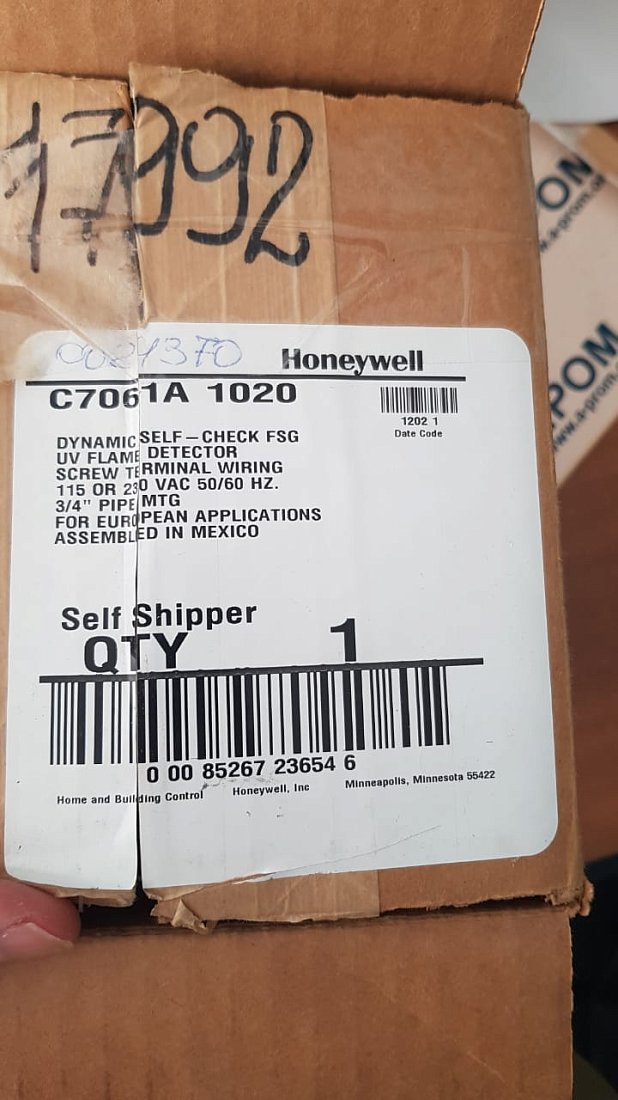 17992
0021370
Honeywell
C7061A 1020
1202 1
Date Code
DYNAMIC SELF-CHECK FSG
UV FLAME DETECTOR
SCREW TERMINAL WIRING
115 OR 230 VAC 50/60 HZ.
3/4" PIPE MTG
FOR EUROPEAN APPLICATIONS
ASSEMBLED IN MEXICO
Self Shipper
QTY 1
0 00 85267 23654 6
Home and Building Control Honeywell, Inc Minneapolis, Minnesota 55422